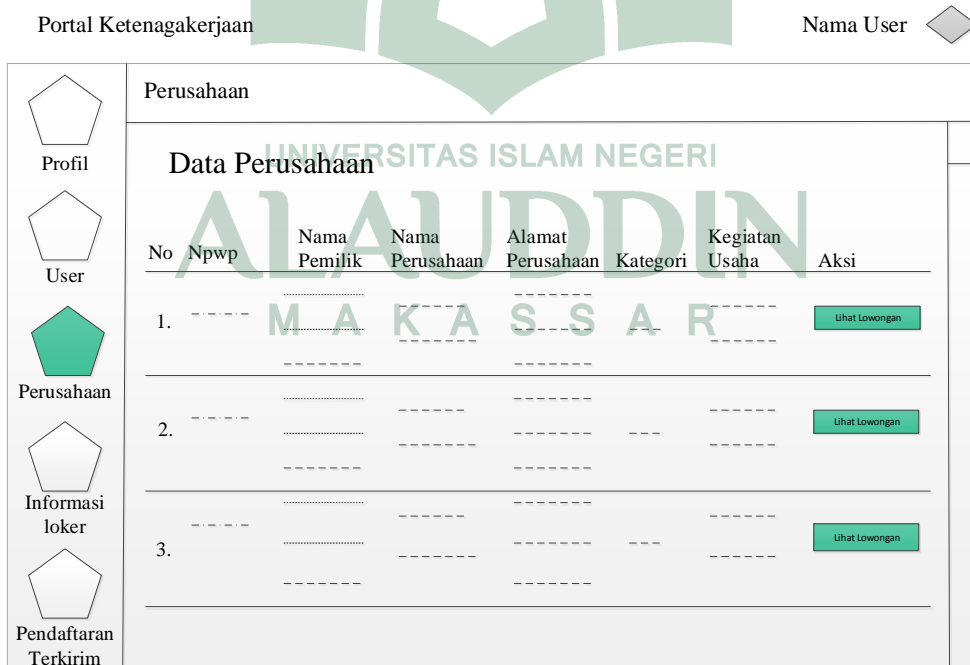 Portal Ketenagakerjaan
Nama User
Profil
User
Perusahaan
Informasi
loker
Pendaftaran
Terkirim
Perusahaan
UNIVERSITAS ISLAM NEGERI
ALAUDDIN
MAKASSAR
Data Perusahaan
No Npwp Nama Pemilik Nama Perusahaan Alamat Perusahaan Kategori Kegiatan Usaha Aksi
1. Lihat Lowongan
2. Lihat Lowongan
3. Lihat Lowongan